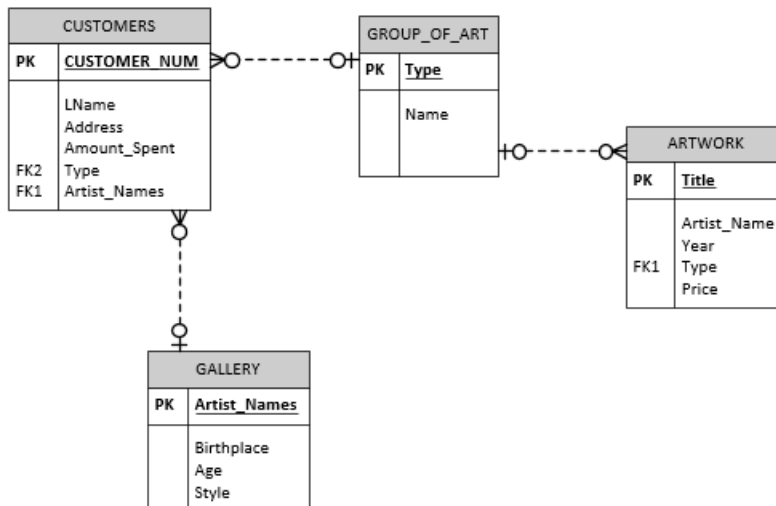 CUSTOMERS
PK CUSTOMER_NUM
LName
Address
Amount_Spent
FK2 Type
FK1 Artist_Names
GROUP_OF_ART
PK Type
Name
ARTWORK
PK Title
Artist_Name
Year
FK1 Type
Price
GALLERY
PK Artist_Names
Birthplace
Age
Style